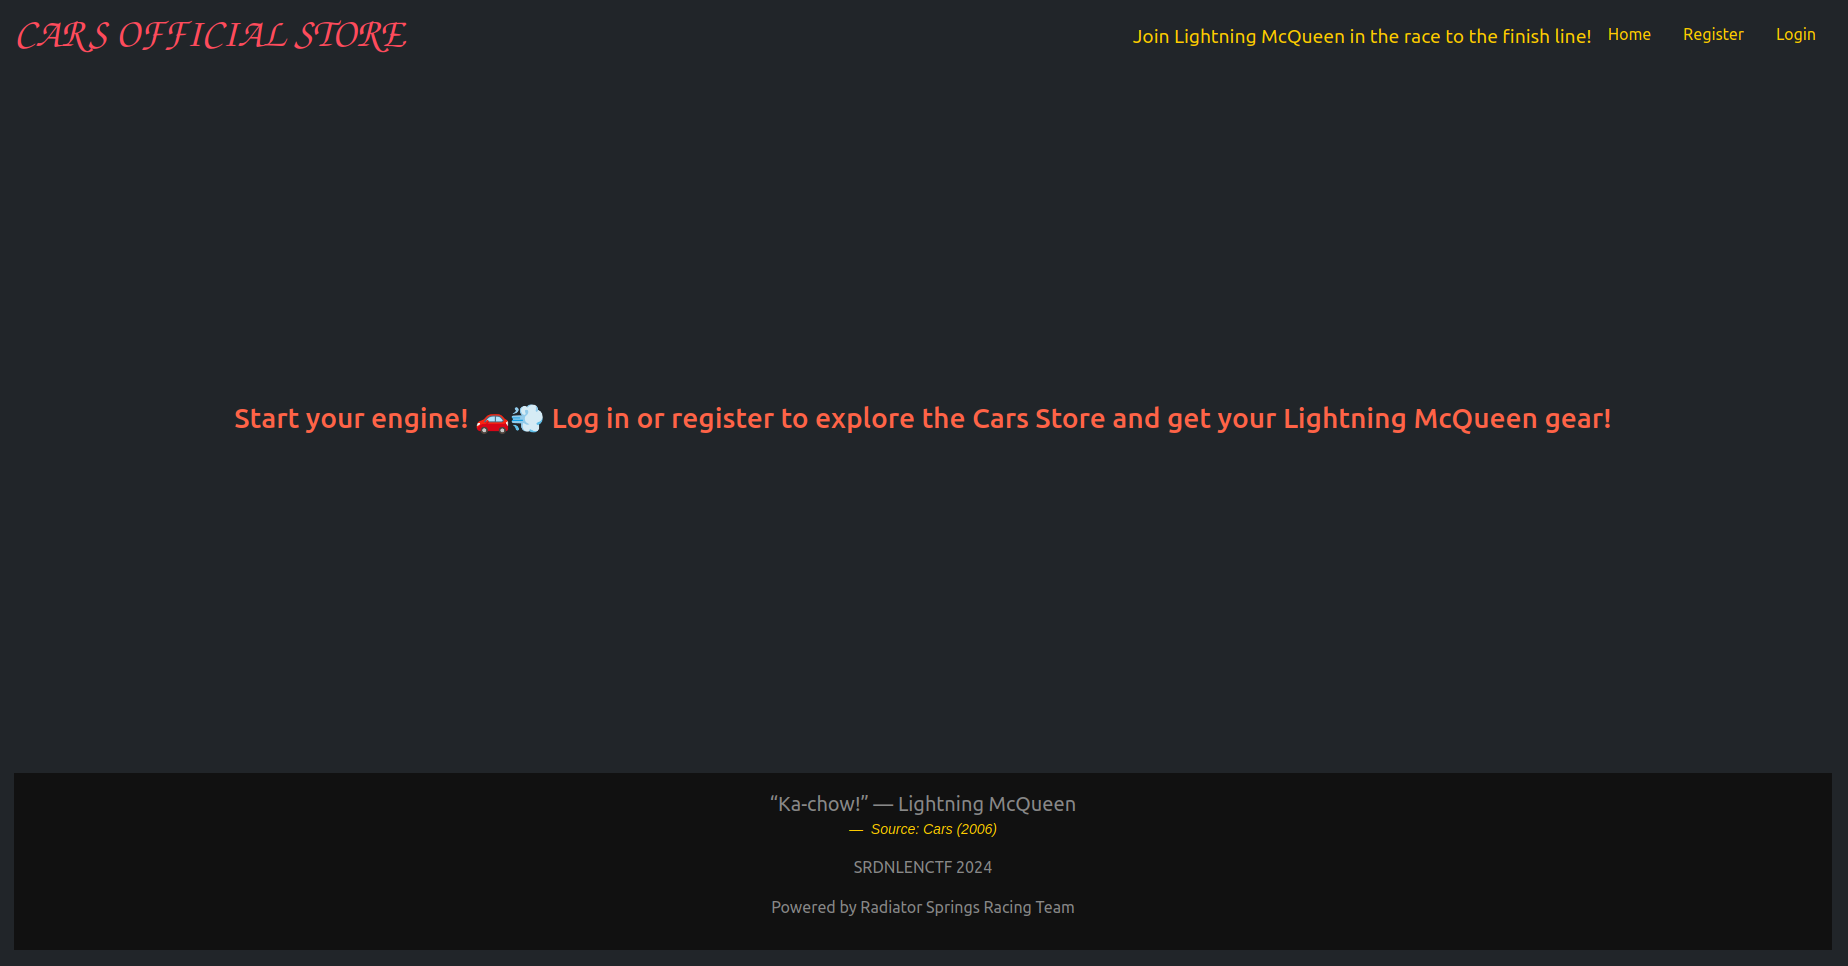 CARS OFFICIAL STORE
Join Lightning McQueen in the race to the finish line! Home Register Login
Start your engine! 🚗💨 Log in or register to explore the Cars Store and get your Lightning McQueen gear!
“Ka-chow!” — Lightning McQueen
— Source: Cars (2006)
SRDNLENCTF 2024
Powered by Radiator Springs Racing Team